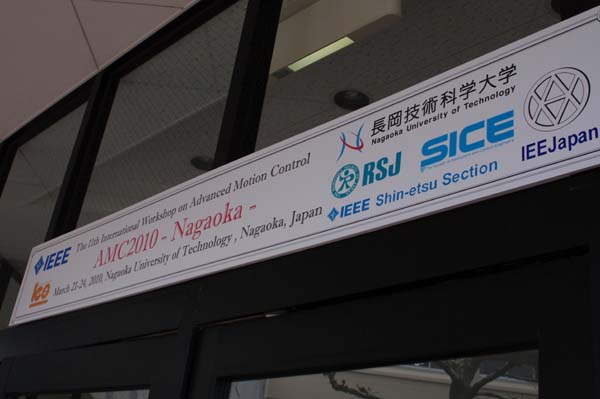 IEEE The 11th International Workshop on Advanced Motion Control
AMC2010 - Nagaoka -
March 21-24, 2010, Nagaoka University of Technology , Nagaoka, Japan
長岡技術科学大学
Nagaoka University of Technology
RSJ
SICE
IEEJapan
IEEE Shin-etsu Section